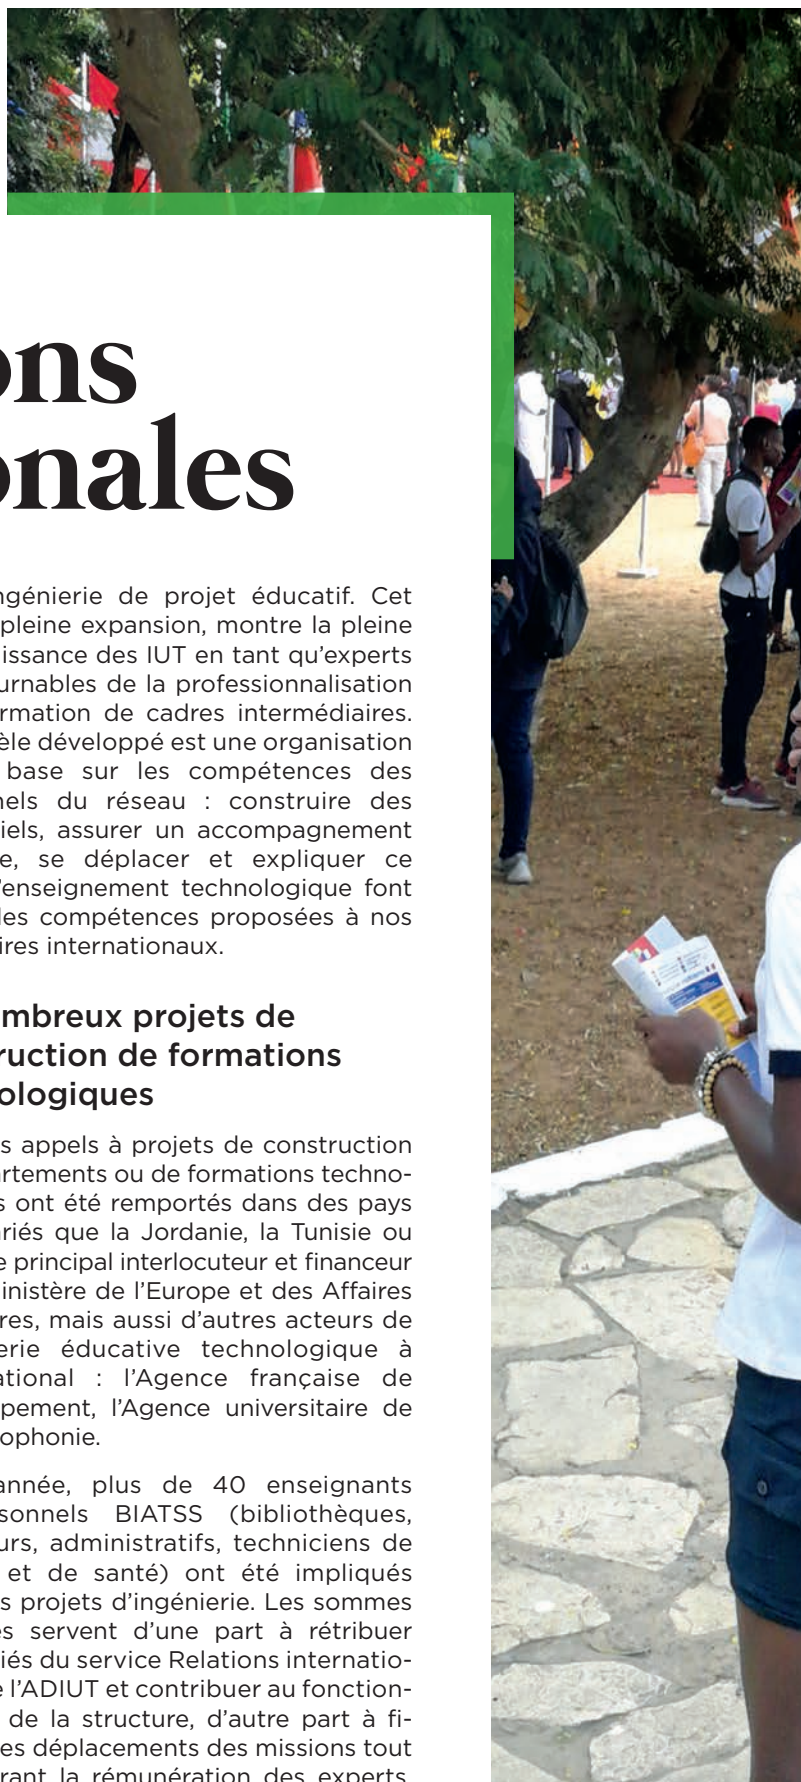 ons
onales
ngénierie de projet éducatif. Cet
pleine expansion, montre la pleine
issance des IUT en tant qu’experts
urnables de la professionnalisation
rmation de cadres intermédiaires.
èle développé est une organisation
base sur les compétences des
nels du réseau : construire des
iels, assurer un accompagnement
e, se déplacer et expliquer ce
’enseignement technologique font
les compétences proposées à nos
ires internationaux.
mbreux projets de
ruction de formations
ologiques
s appels à projets de construction
artements ou de formations techno-
s ont été remportés dans des pays
ariés que la Jordanie, la Tunisie ou
e principal interlocuteur et financeur
inistère de l’Europe et des Affaires
res, mais aussi d’autres acteurs de
erie éducative technologique à
ational : l’Agence française de
pement, l’Agence universitaire de
ophonie.
année, plus de 40 enseignants
sonnels BIATSS (bibliothèques,
urs, administratifs, techniciens de
et de santé) ont été impliqués
s projets d’ingénierie. Les sommes
es servent d’une part à rétribuer
iés du service Relations internatio-
e l’ADIUT et contribuer au fonction-
de la structure, d’autre part à fi-
es déplacements des missions tout
rant la rémunération des experts.